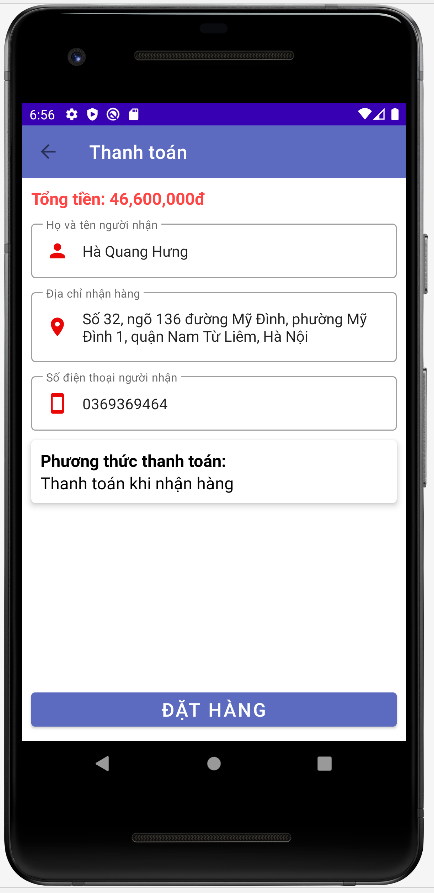 6:56
Thanh toán
Tổng tiền: 46,600,000đ
Họ và tên người nhận
Hà Quang Hưng
Địa chỉ nhận hàng
Số 32, ngõ 136 đường Mỹ Đình, phường Mỹ
Đình 1, quận Nam Từ Liêm, Hà Nội
Số điện thoại người nhận
0369369464
Phương thức thanh toán:
Thanh toán khi nhận hàng
ĐẶT HÀNG